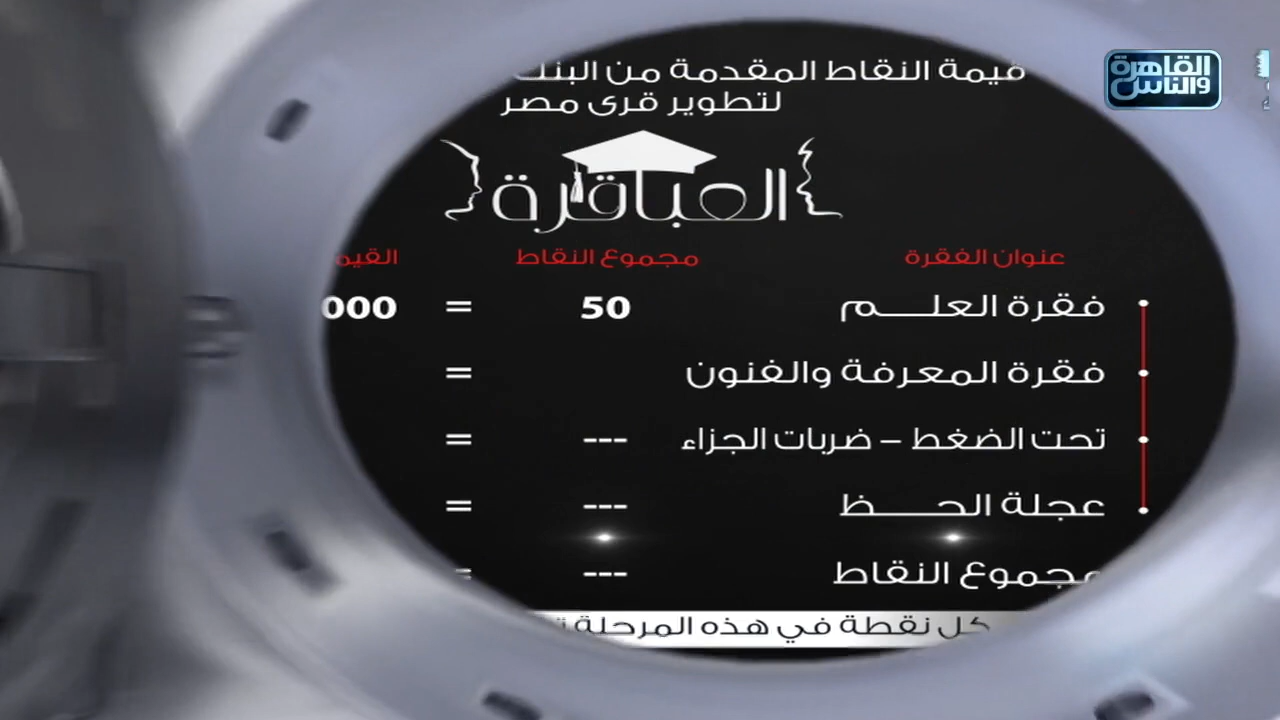 قيمة النقاط المقدمة من البنك
لتطوير قرى مصر
العباقرة
عنوان الفقرة مجموع النقاط
فقرة العلم 50 = 000
فقرة المعرفة والفنون =
تحت الضغط – ضربات الجزاء --- =
عجلة الحظ --- =
مجموع النقاط --- =
كل نقطة في هذه المرحلة
القاهرة
والناس